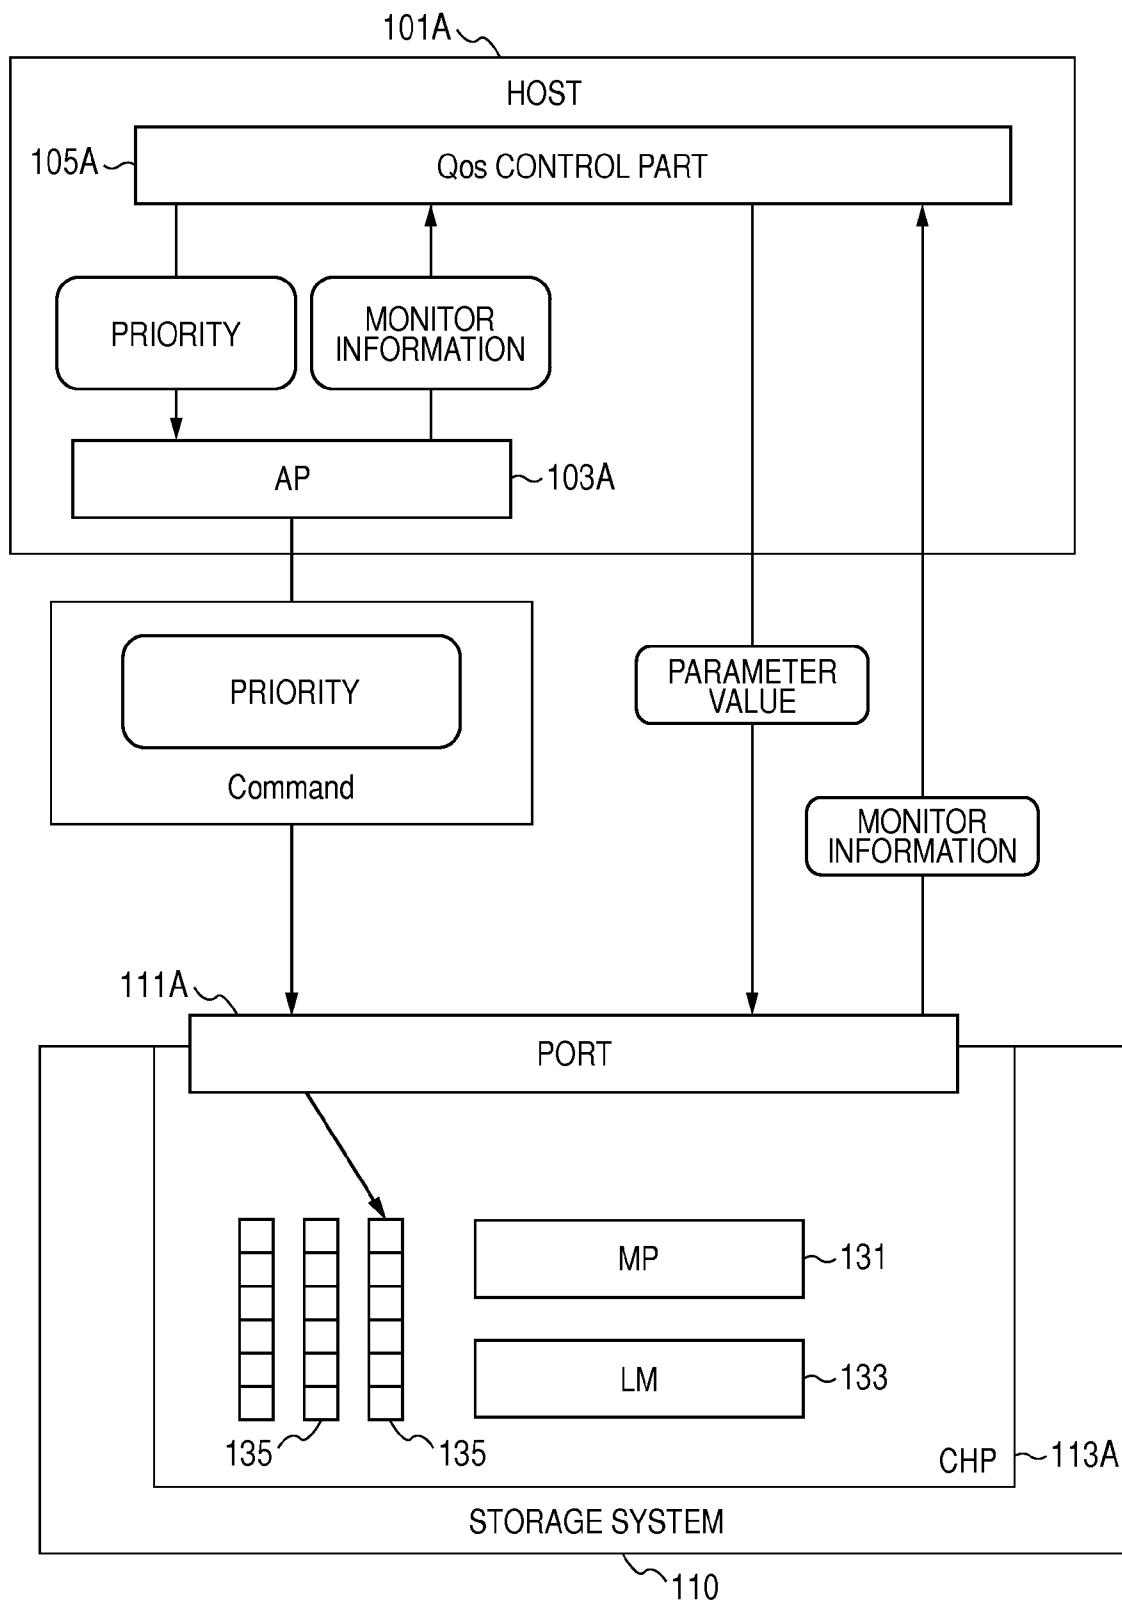 101A
HOST
105A
Qos CONTROL PART
PRIORITY
MONITOR
INFORMATION
AP
103A
PRIORITY
Command
PARAMETER
VALUE
MONITOR
INFORMATION
111A
PORT
MP
131
LM
133
135
135
CHP
113A
STORAGE SYSTEM
110